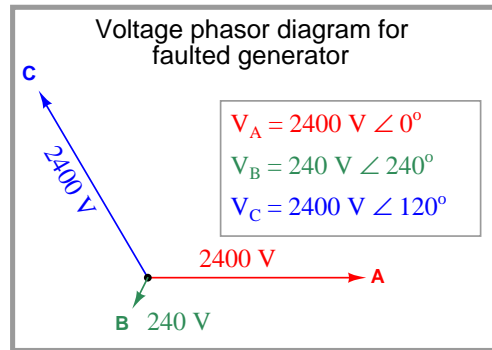 Voltage phasor diagram for
faulted generator
C
V_A = 2400 V ∠ 0°
V_B = 240 V ∠ 240°
V_C = 2400 V ∠ 120°
2400 V
2400 V
A
B
240 V